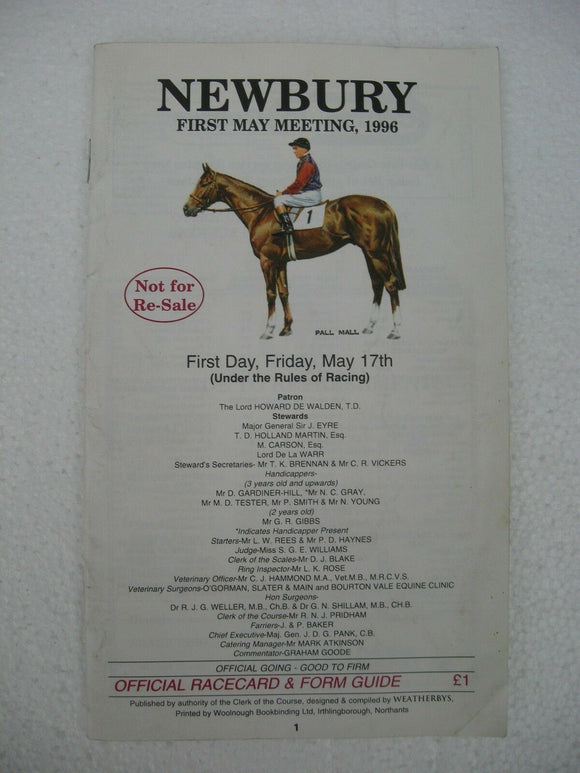 NEWBURY
FIRST MAY MEETING, 1996
1
Not for
Re-Sale
PALL MALL
First Day, Friday, May 17th
(Under the Rules of Racing)
Patron
The Lord HOWARD DE WALDEN, T.D.
Stewards
Major General Sir J. EYRE
T. D. HOLLAND MARTIN, Esq.
M. CARSON, Esq.
Lord De La WARR
Steward's Secretaries- Mr T. K. BRENNAN & Mr C. R. VICKERS
Handicappers-
(3 years old and upwards)
Mr D. GARDINER-HILL, *Mr N. C. GRAY,
Mr M. D. TESTER, Mr P. SMITH & Mr N. YOUNG
(2 years old)
Mr G. R. GIBBS
*Indicates Handicapper Present
Starters-Mr L. W. REES & Mr P. D. HAYNES
Judge-Miss S. G. E. WILLIAMS
Clerk of the Scales-Mr D. J. BLAKE
Ring Inspector-Mr L. K. ROSE
Veterinary Officer-Mr C. J. HAMMOND M.A., Vet.M.B., M.R.C.V.S.
Veterinary Surgeons-O'GORMAN, SLATER & MAIN and BOURTON VALE EQUINE CLINIC
Hon Surgeons-
Dr R. J. G. WELLER, M.B., Ch.B. & Dr G. N. SHILLAM, M.B., CH.B.
Clerk of the Course-Mr R. N. J. PRIDHAM
Farriers-J. & P. BAKER
Chief Executive-Maj. Gen. J. D. G. PANK, C.B.
Catering Manager-Mr MARK ATKINSON
Commentator-GRAHAM GOODE
OFFICIAL GOING - GOOD TO FIRM
OFFICIAL RACECARD & FORM GUIDE £1
Published by authority of the Clerk of the Course, designed & compiled by WEATHERBYS,
Printed by Woolnough Bookbinding Ltd, Irthlingborough, Northants
1